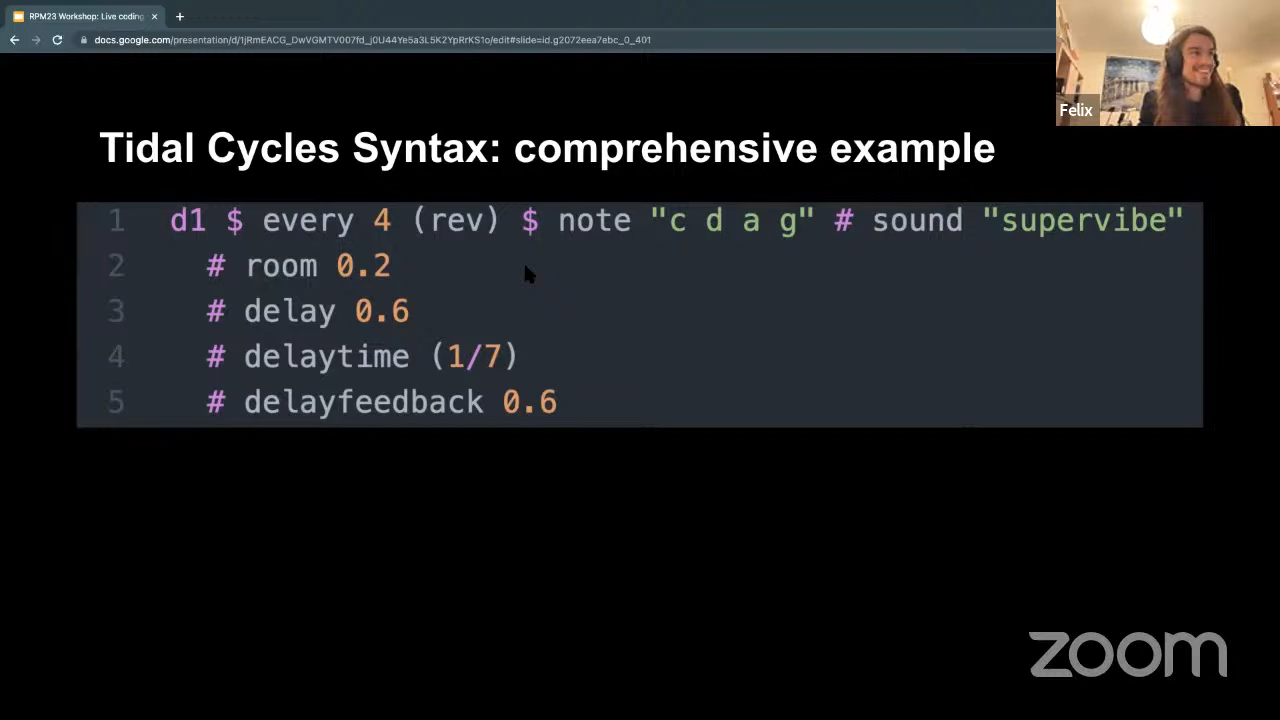 RPM23 Workshop: Live coding
docs.google.com/presentation/d/1jRmEACG_DwVGMTV007fd_j0U44Ye5a3L5K2YpRrKS1o/edit#slide=id.g2072eea7ebc_0_401
Felix
Tidal Cycles Syntax: comprehensive example
1 d1 $ every 4 (rev) $ note "c d a g" # sound "supervibe"
2 # room 0.2
3 # delay 0.6
4 # delaytime (1/7)
5 # delayfeedback 0.6
zoom